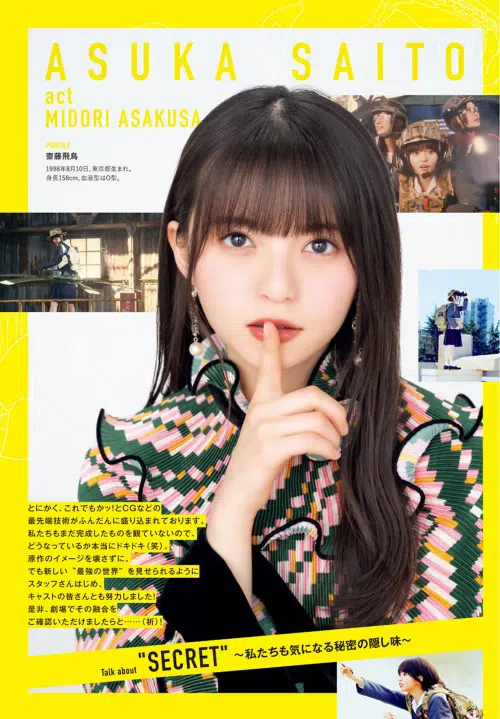 ASUKA SAITO
act
MIDORI ASAKUSA
PROFILE
齋藤飛鳥
1998年8月10日、東京都生まれ。
身長158cm、血液型はO型。
とにかく、これでもかッ!とCGなどの
最先端技術がふんだんに盛り込まれております。
私たちもまだ完成したものを観ていないので、
どうなっているか本当にドキドキ(笑)。
原作のイメージを壊さずに、
でも新しい“最強の世界”を見せられるように
スタッフさんはじめ、
キャストの皆さんとも努力しました!
是非、劇場でその融合を
ご確認いただけましたらと……(祈)!
Talk about "SECRET" 〜私たちも気になる秘密の隠し味〜